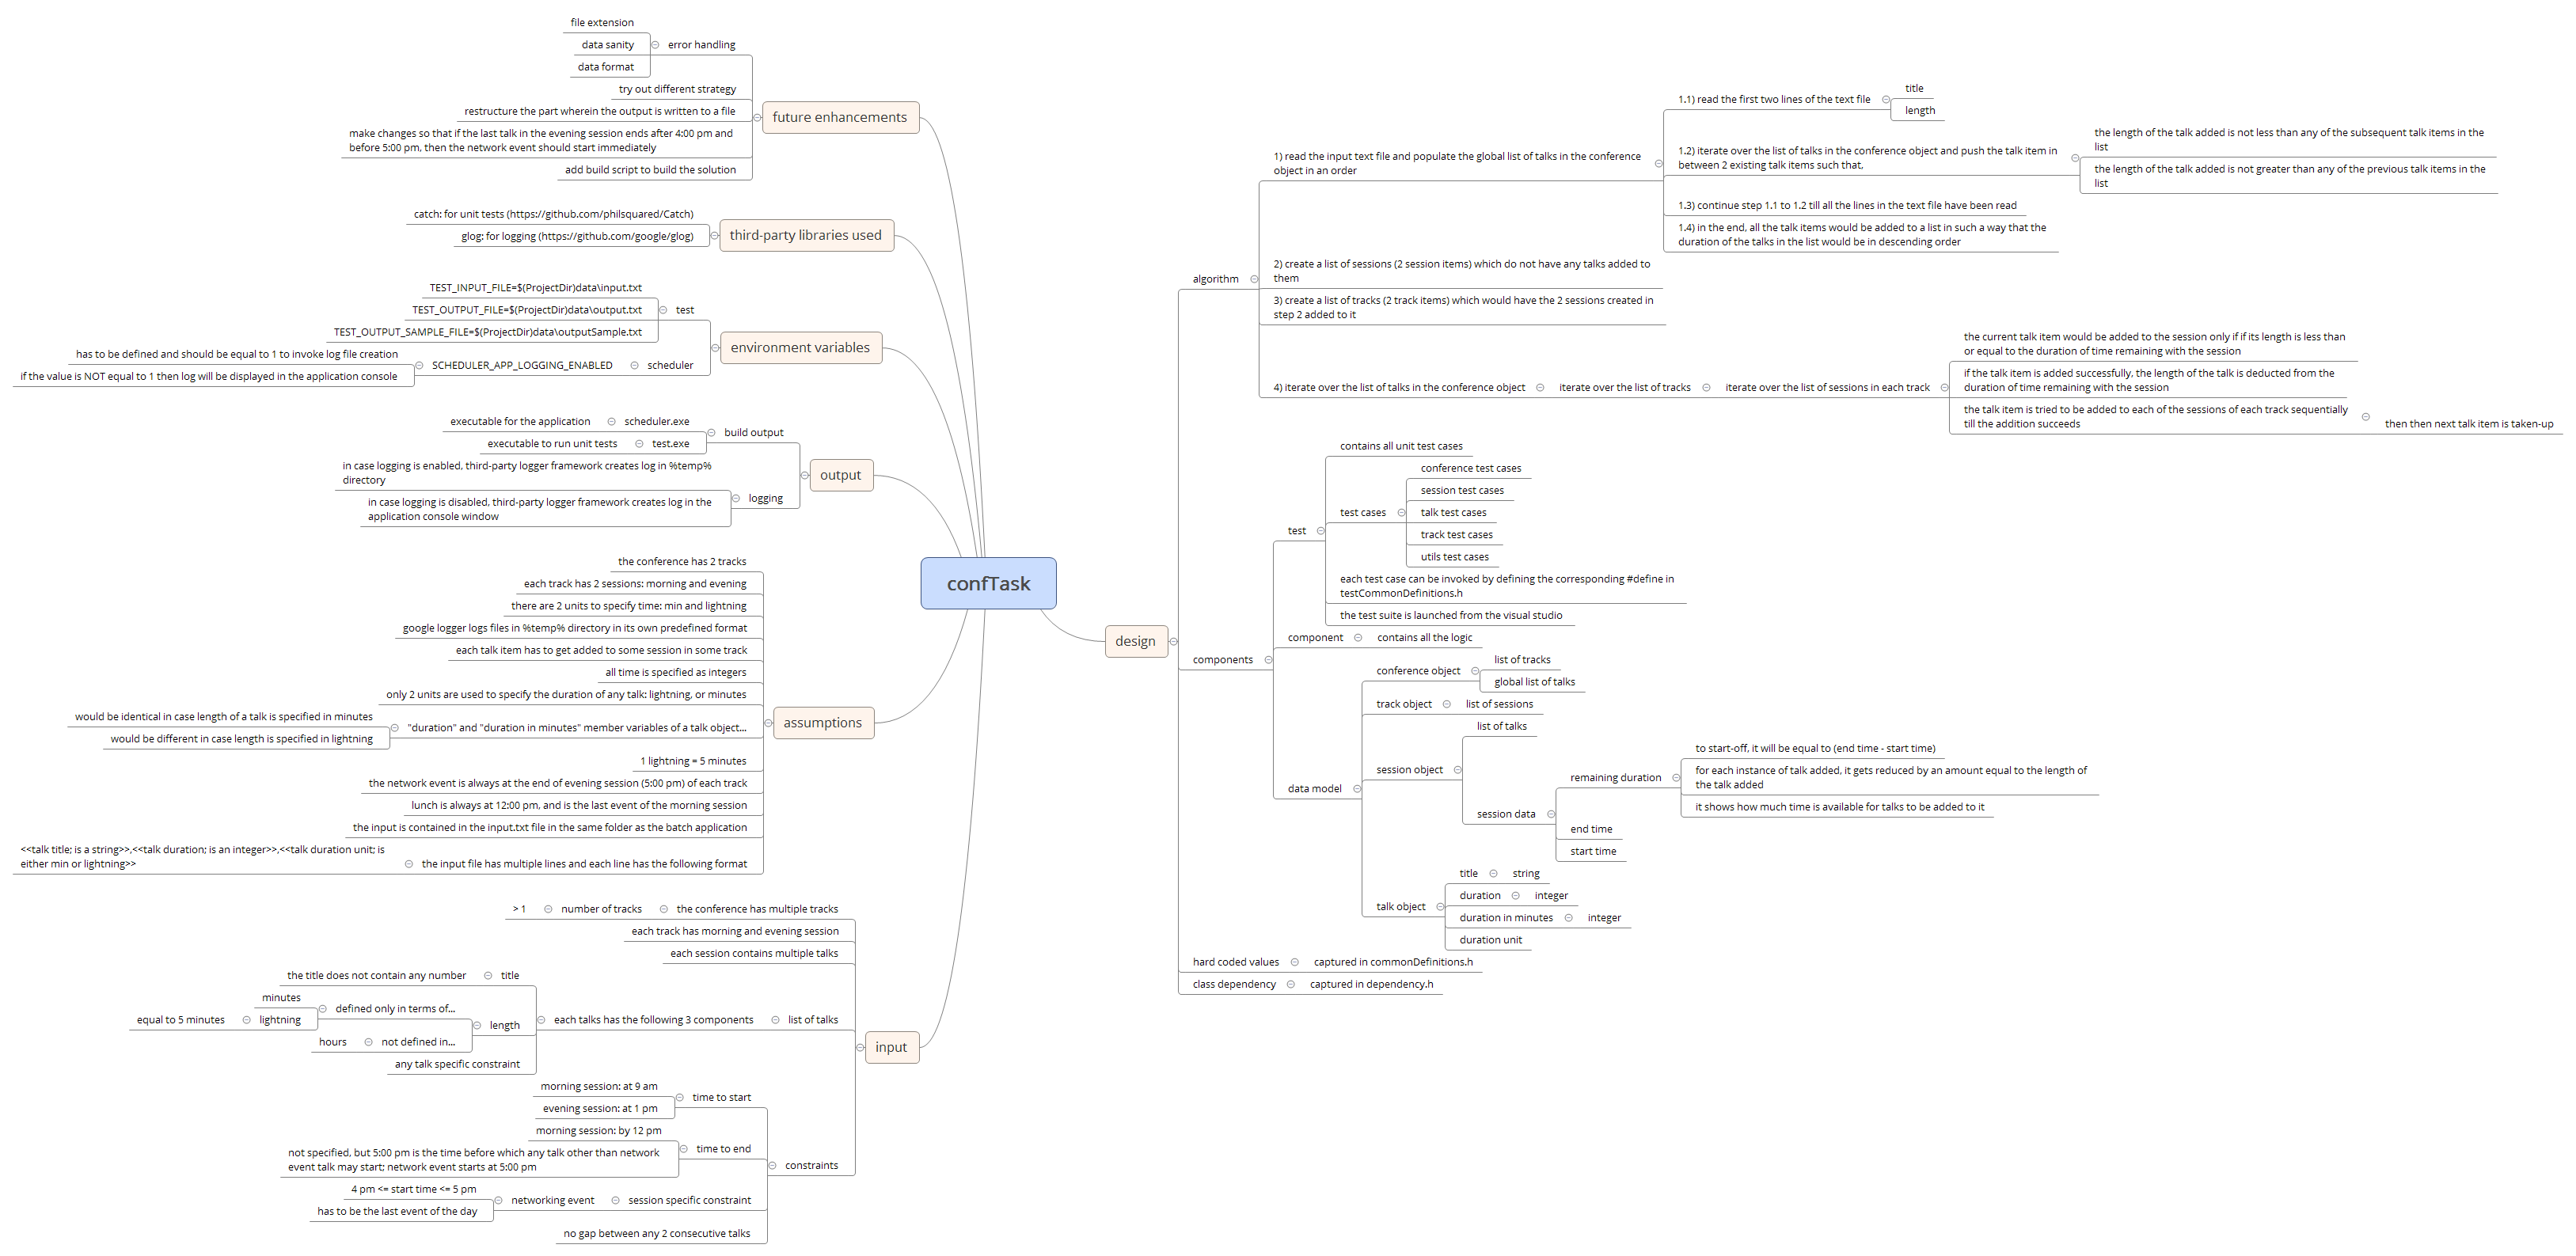 file extension
data sanity
error handling
data format
try out different strategy
restructure the part wherein the output is written to a file
make changes so that if the last talk in the evening session ends after 4:00 pm and
before 5:00 pm, then the network event should start immediately
add build script to build the solution
future enhancements
catch: for unit tests (https://github.com/philsquared/Catch)
glog: for logging (https://github.com/google/glog)
third-party libraries used
TEST_INPUT_FILE=$(ProjectDir)data\input.txt
TEST_OUTPUT_FILE=$(ProjectDir)data\output.txt
test
TEST_OUTPUT_SAMPLE_FILE=$(ProjectDir)data\outputSample.txt
has to be defined and should be equal to 1 to invoke log file creation
if the value is NOT equal to 1 then log will be displayed in the application console
SCHEDULER_APP_LOGGING_ENABLED
scheduler
environment variables
executable for the application
scheduler.exe
executable to run unit tests
test.exe
build output
in case logging is enabled, third-party logger framework creates log in %temp%
directory
in case logging is disabled, third-party logger framework creates log in the
application console window
logging
output
the conference has 2 tracks
each track has 2 sessions: morning and evening
there are 2 units to specify time: min and lightning
google logger logs files in %temp% directory in its own predefined format
each talk item has to get added to some session in some track
all time is specified as integers
only 2 units are used to specify the duration of any talk: lightning, or minutes
would be identical in case length of a talk is specified in minutes
would be different in case length is specified in lightning
"duration" and "duration in minutes" member variables of a talk object...
1 lightning = 5 minutes
the network event is always at the end of evening session (5:00 pm) of each track
lunch is always at 12:00 pm, and is the last event of the morning session
the input is contained in the input.txt file in the same folder as the batch application
<<talk title; is a string>>,<<talk duration; is an integer>>,<<talk duration unit; is
either min or lightning>>
the input file has multiple lines and each line has the following format
assumptions
confTask
> 1
number of tracks
the conference has multiple tracks
each track has morning and evening session
each session contains multiple talks
the title does not contain any number
title
minutes
equal to 5 minutes
lightning
defined only in terms of...
hours
not defined in...
length
any talk specific constraint
each talks has the following 3 components
list of talks
morning session: at 9 am
evening session: at 1 pm
time to start
morning session: by 12 pm
not specified, but 5:00 pm is the time before which any talk other than network
event talk may start; network event starts at 5:00 pm
time to end
4 pm <= start time <= 5 pm
has to be the last event of the day
networking event
session specific constraint
no gap between any 2 consecutive talks
constraints
input
design
algorithm
1) read the input text file and populate the global list of talks in the conference
object in an order
1.1) read the first two lines of the text file
title
length
1.2) iterate over the list of talks in the conference object and push the talk item in
between 2 existing talk items such that,
the length of the talk added is not less than any of the subsequent talk items in the
list
the length of the talk added is not greater than any of the previous talk items in the
list
1.3) continue step 1.1 to 1.2 till all the lines in the text file have been read
1.4) in the end, all the talk items would be added to a list in such a way that the
duration of the talks in the list would be in descending order
2) create a list of sessions (2 session items) which do not have any talks added to
them
3) create a list of tracks (2 track items) which would have the 2 sessions created in
step 2 added to it
4) iterate over the list of talks in the conference object
iterate over the list of tracks
iterate over the list of sessions in each track
the current talk item would be added to the session only if if its length is less than
or equal to the duration of time remaining with the session
if the talk item is added successfully, the length of the talk is deducted from the
duration of time remaining with the session
the talk item is tried to be added to each of the sessions of each track sequentially
till the addition succeeds
then then next talk item is taken-up
components
test
contains all unit test cases
test cases
conference test cases
session test cases
talk test cases
track test cases
utils test cases
each test case can be invoked by defining the corresponding #define in
testCommonDefinitions.h
the test suite is launched from the visual studio
component
contains all the logic
data model
conference object
list of tracks
global list of talks
track object
list of sessions
session object
list of talks
session data
remaining duration
to start-off, it will be equal to (end time - start time)
for each instance of talk added, it gets reduced by an amount equal to the length of
the talk added
it shows how much time is available for talks to be added to it
end time
start time
talk object
title
string
duration
integer
duration in minutes
integer
duration unit
hard coded values
captured in commonDefinitions.h
class dependency
captured in dependency.h